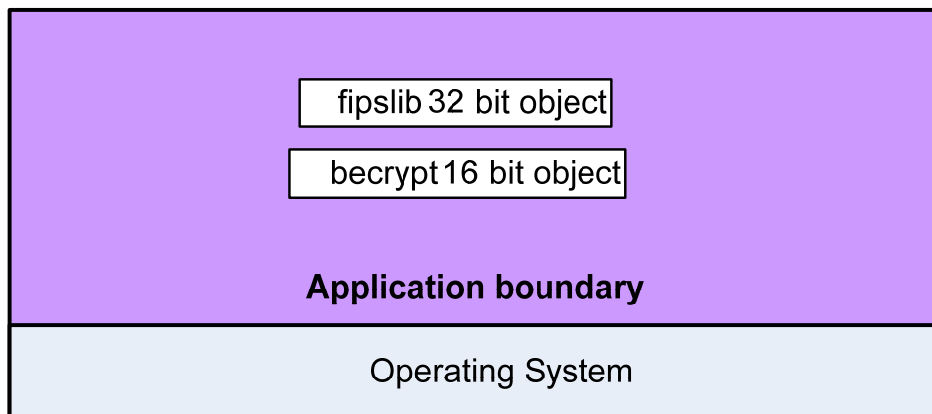 fipslib 32 bit object
becrypt 16 bit object
Application boundary
Operating System